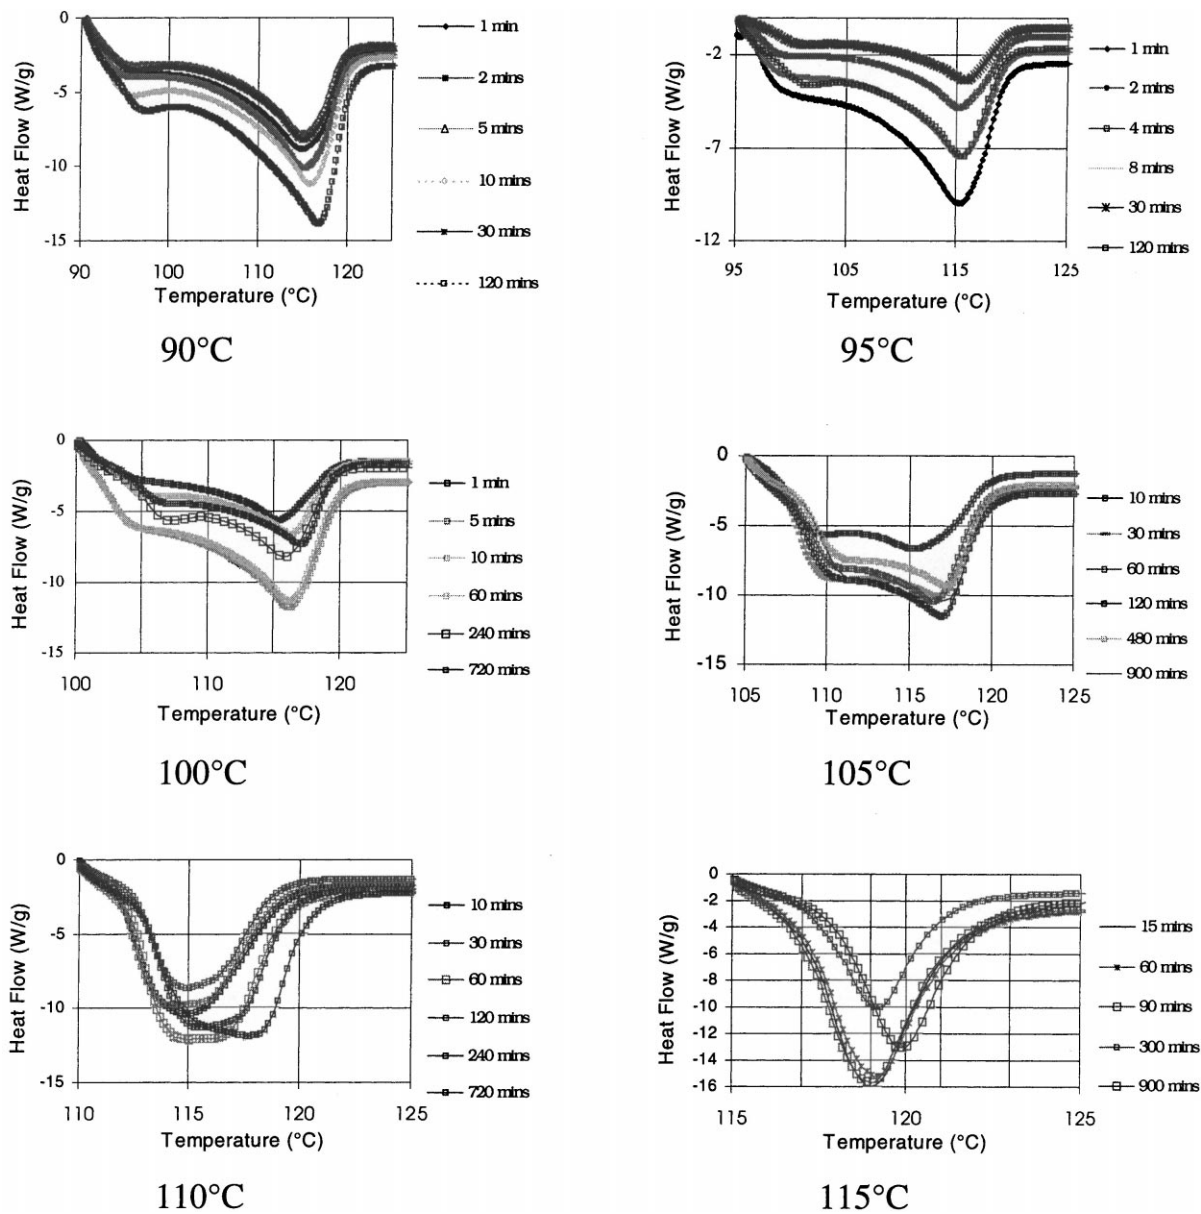 0
-5
-10
-15
90
100
110
120
Heat Flow (W/g)
Temperature (°C)
1 min
2 mins
5 mins
10 mins
30 mins
120 mins
90°C
-2
-7
-12
95
105
115
125
Heat Flow (W/g)
Temperature (°C)
1 min
2 mins
4 mins
8 mins
30 mins
120 mins
95°C
0
-5
-10
-15
100
110
120
Heat Flow (W/g)
Temperature (°C)
1 min
5 mins
10 mins
60 mins
240 mins
720 mins
100°C
0
-5
-10
-15
105
110
115
120
125
Heat Flow (W/g)
Temperature (°C)
10 mins
30 mins
60 mins
120 mins
480 mins
900 mins
105°C
0
-5
-10
-15
110
115
120
125
Heat Flow (W/g)
Temperature (°C)
10 mins
30 mins
60 mins
120 mins
240 mins
720 mins
110°C
0
-2
-4
-6
-8
-10
-12
-14
-16
115
120
125
Heat Flow (W/g)
Temperature (°C)
15 mins
60 mins
90 mins
300 mins
900 mins
115°C